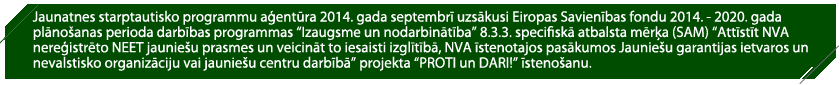 Jaunatnes starptautisko programmu aģentūra 2014. gada septembrī uzsākusi Eiropas Savienības fondu 2014. - 2020. gada
plānošanas perioda darbības programmas “Izaugsme un nodarbinātība” 8.3.3. specifiskā atbalsta mērķa (SAM) “Attīstīt NVA
nereģistrēto NEET jauniešu prasmes un veicināt to iesaisti izglītībā, NVA īstenotajos pasākumos Jauniešu garantijas ietvaros un
nevalstisko organizāciju vai jauniešu centru darbībā” projekta “PROTI un DARI!” īstenošanu.